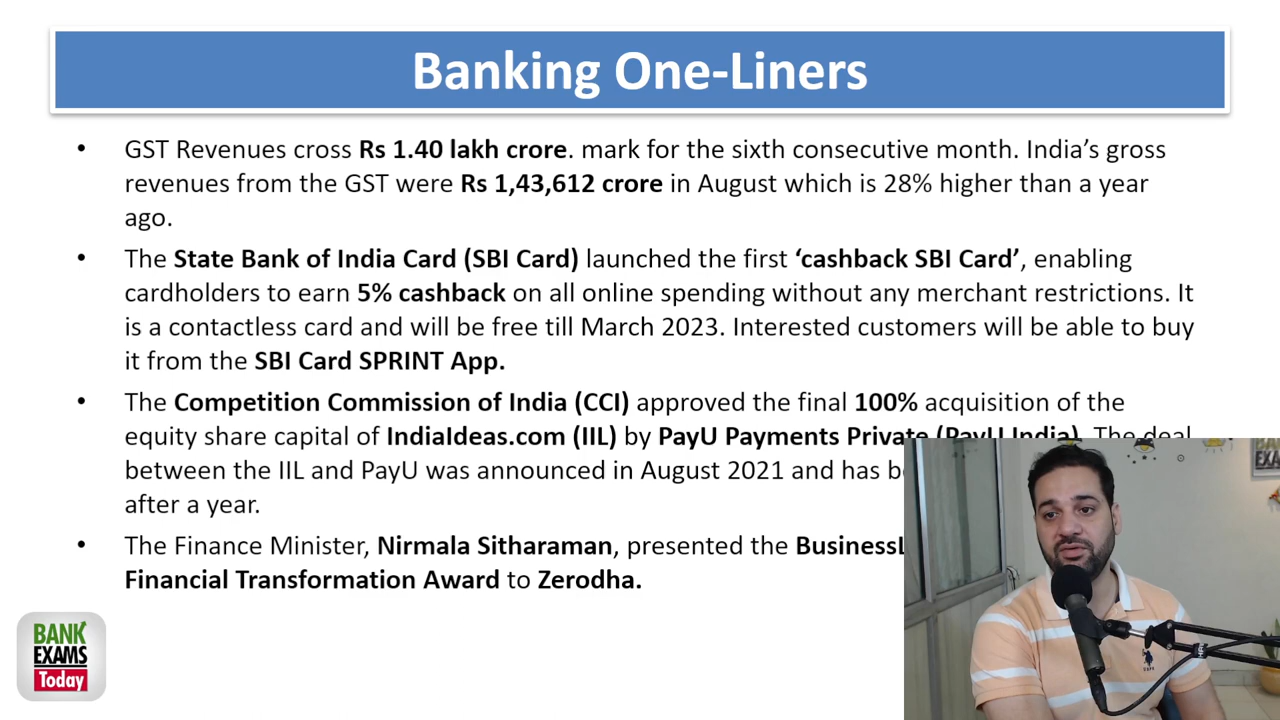 Banking One-Liners
• GST Revenues cross Rs 1.40 lakh crore. mark for the sixth consecutive month. India's gross
revenues from the GST were Rs 1,43,612 crore in August which is 28% higher than a year
ago.
• The State Bank of India Card (SBI Card) launched the first ‘cashback SBI Card’, enabling
cardholders to earn 5% cashback on all online spending without any merchant restrictions. It
is a contactless card and will be free till March 2023. Interested customers will be able to buy
it from the SBI Card SPRINT App.
• The Competition Commission of India (CCI) approved the final 100% acquisition of the
equity share capital of IndiaIdeas.com (IIL) by PayU Payments Private (PayU India). The deal
between the IIL and PayU was announced in August 2021 and has
after a year.
• The Finance Minister, Nirmala Sitharaman, presented the
Financial Transformation Award to Zerodha.
BANK
EXAMS
Today